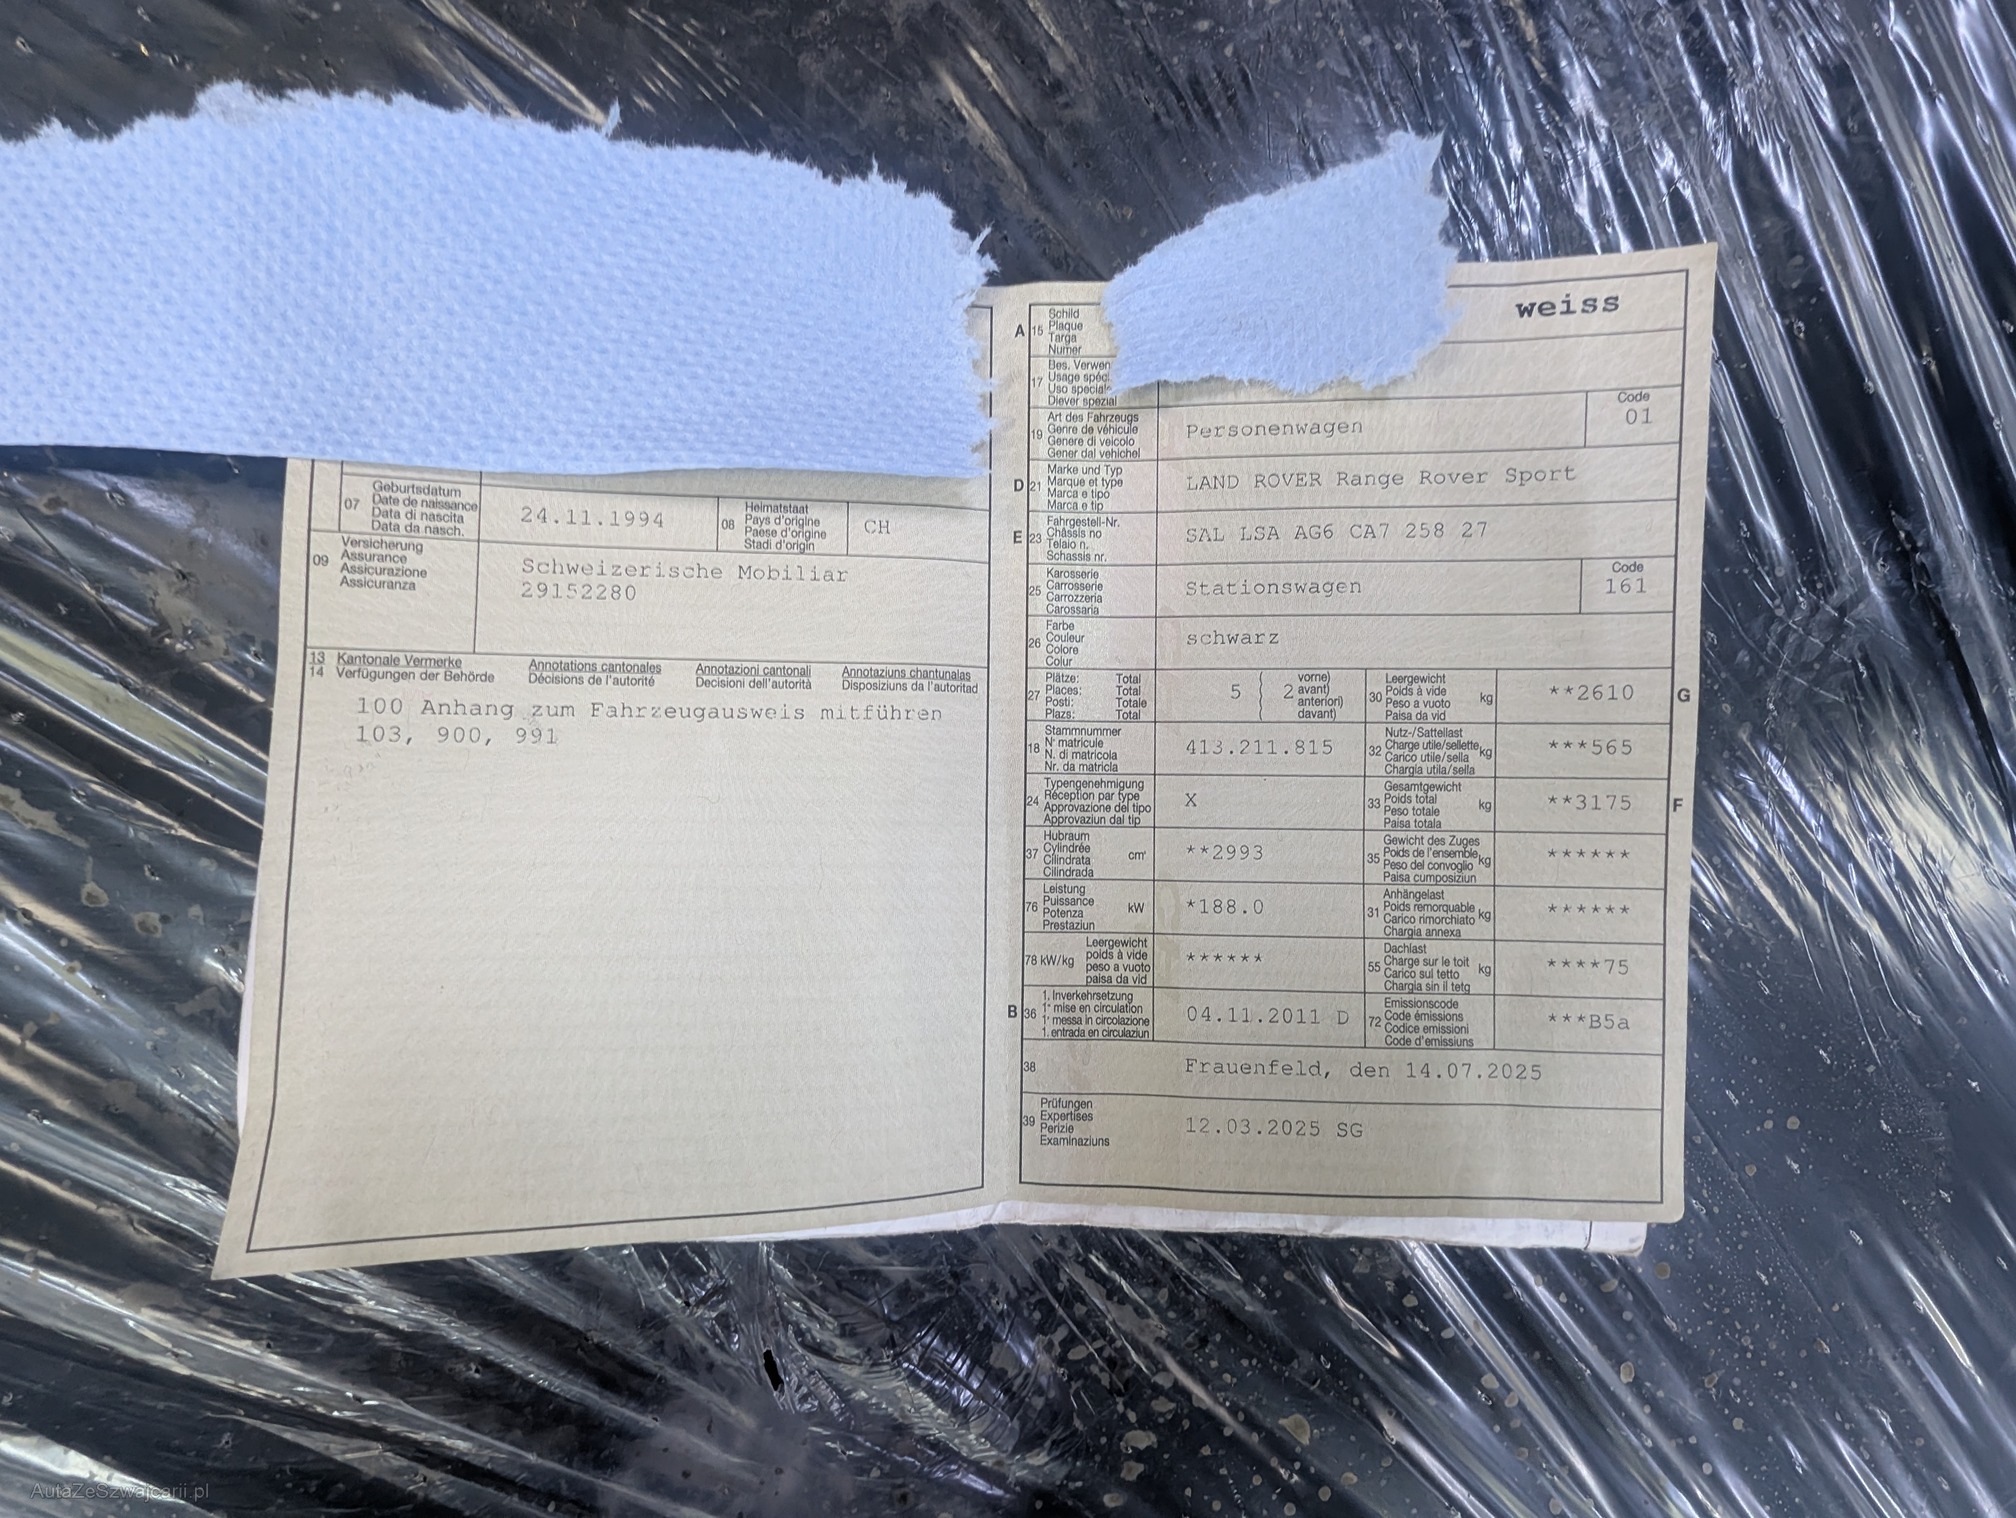 Geburtsdatum
07 Date de naissance 24.11.1994
Data di nascita
Data da nasch.
Heimatstaat
08 Pays d'origine CH
Paese d'origine
Stadi d'origin
Versicherung
09 Assurance Schweizerische Mobiliar
Assicurazione 29152280
Assicuranza
13 Kantonale Vermerke Annotations cantonales Annotazioni cantonali Annotaziuns chantunalas
14 Verfügungen der Behörde Décisions de l'autorité Decisioni dell'autorità Disposiziuns da l'autoritad
100 Anhang zum Fahrzeugausweis mitführen
103, 900, 991
Schild weiss
A 15 Plaque
Targa
Numer
Bes. Verwen
17 Usage spéc
Uso speciale
Diever spezial
Art des Fahrzeugs Code
19 Genre de véhicule Personenwagen 01
Genere di veicolo
Gener dal vehichel
Marke und Typ
D 21 Marque et type LAND ROVER Range Rover Sport
Marca e tipo
Marca e tip
Fahrgestell-Nr.
E 23 Châssis no SAL LSA AG6 CA7 258 27
Telaio n.
Schassis nr.
Karosserie Code
25 Carrosserie Stationswagen 161
Carrozzeria
Carossaria
Farbe
26 Couleur schwarz
Colore
Colur
Plätze: Total vorne)
27 Places: Total 5 ( 2 avant)
Posti: Totale anteriori)
Plazs: Total davant)
Leergewicht
30 Poids à vide kg **2610 G
Peso a vuoto
Paisa da vid
Stammnummer
18 N° matricule 413.211.815
N. di matricola
Nr. da matricla
Nutz-/Sattellast
32 Charge utile/sellette kg ***565
Carico utile/sella
Chargia utila/sella
Typengenehmigung
24 Réception par type X
Approvazione del tipo
Approvaziun dal tip
Gesamtgewicht
33 Poids total kg **3175 F
Peso totale
Paisa totala
Hubraum
37 Cylindrée cm³ **2993
Cilindrata
Cilindrada
Gewicht des Zuges
35 Poids de l'ensemble kg ******
Peso del convoglio
Paisa cumposiziun
Leistung
76 Puissance kW *188.0
Potenza
Prestaziun
Anhängelast
31 Poids remorquable kg ******
Carico rimorchiato
Chargia annexa
Leergewicht
78 kW/kg poids à vide ******
peso a vuoto
paisa da vid
Dachlast
55 Charge sur le toit kg ****75
Carico sul tetto
Chargia sin il tetg
1. Inverkehrsetzung
B 36 1° mise en circulation 04.11.2011 D
1° messa in circolazione
1. entrada en circulaziun
Emissionscode
72 Code émissions ***B5a
Codice emissioni
Code d'emissiuns
38 Frauenfeld, den 14.07.2025
Prüfungen
39 Expertises 12.03.2025 SG
Perizie
Examinaziuns
AutaZeSzwajcarii.pl